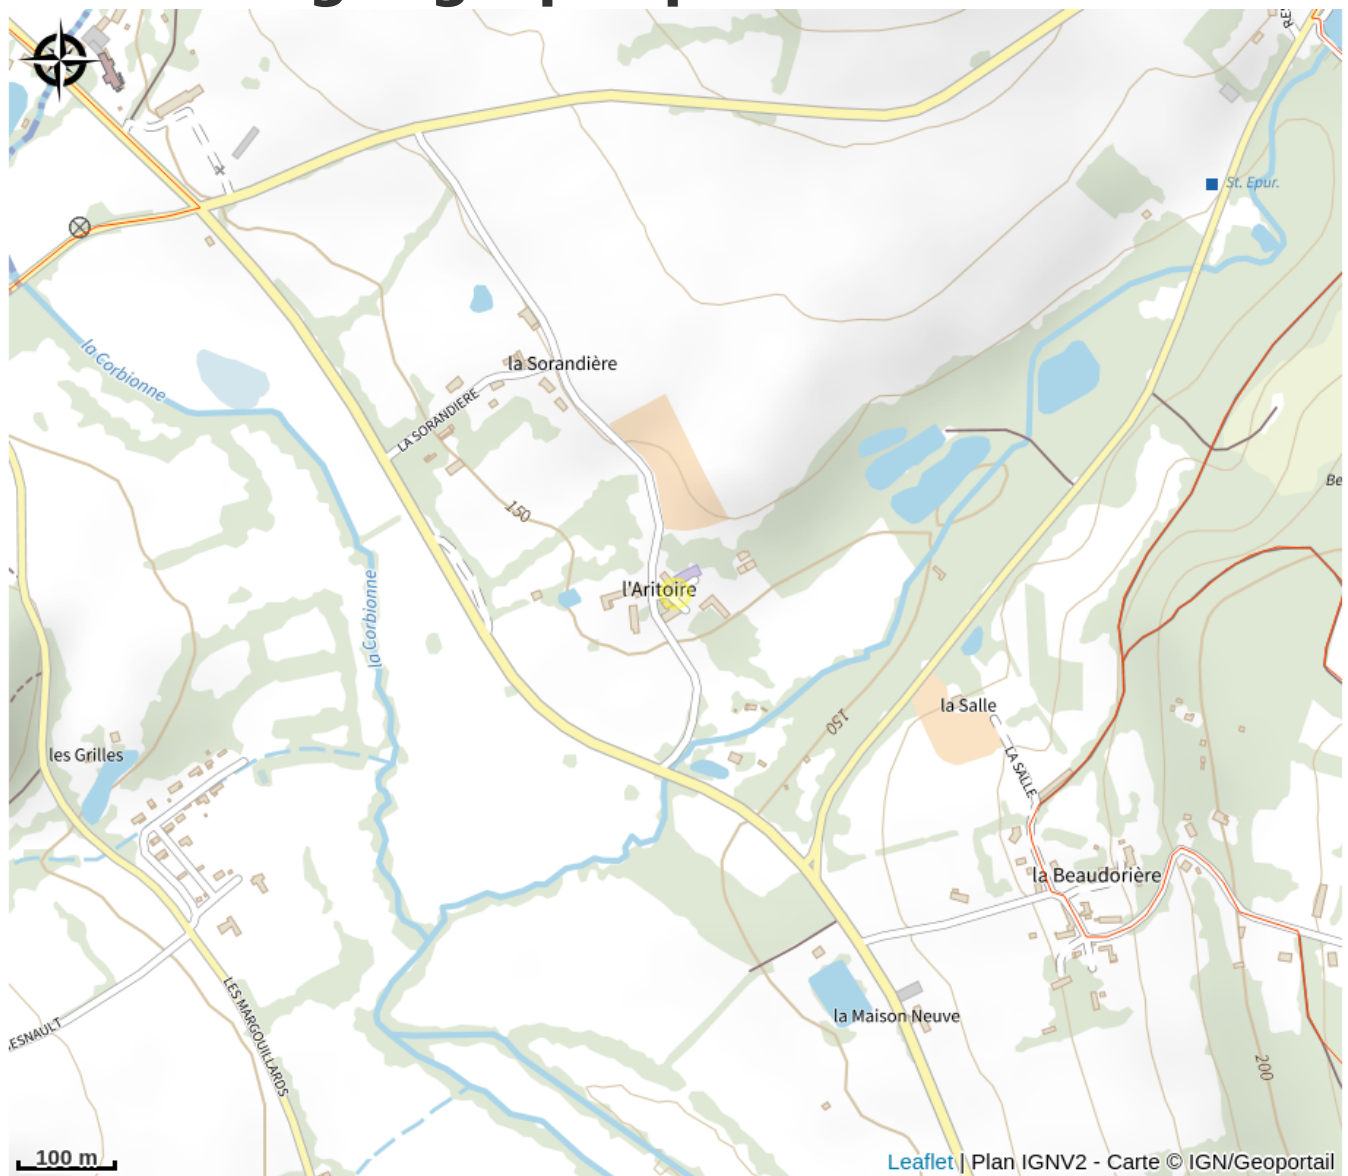 St. Epur.
la Corbionne
la Sorandière
LA SORANDIERE
150
la Corbionne
l'Aritoire
150
la Salle
LA SALLE
les Grilles
la Beaudorière
la Maison Neuve
LES MARGOUILLARDS
200
100 m
Leaflet | Plan IGNV2 - Carte © IGN/Geoportail